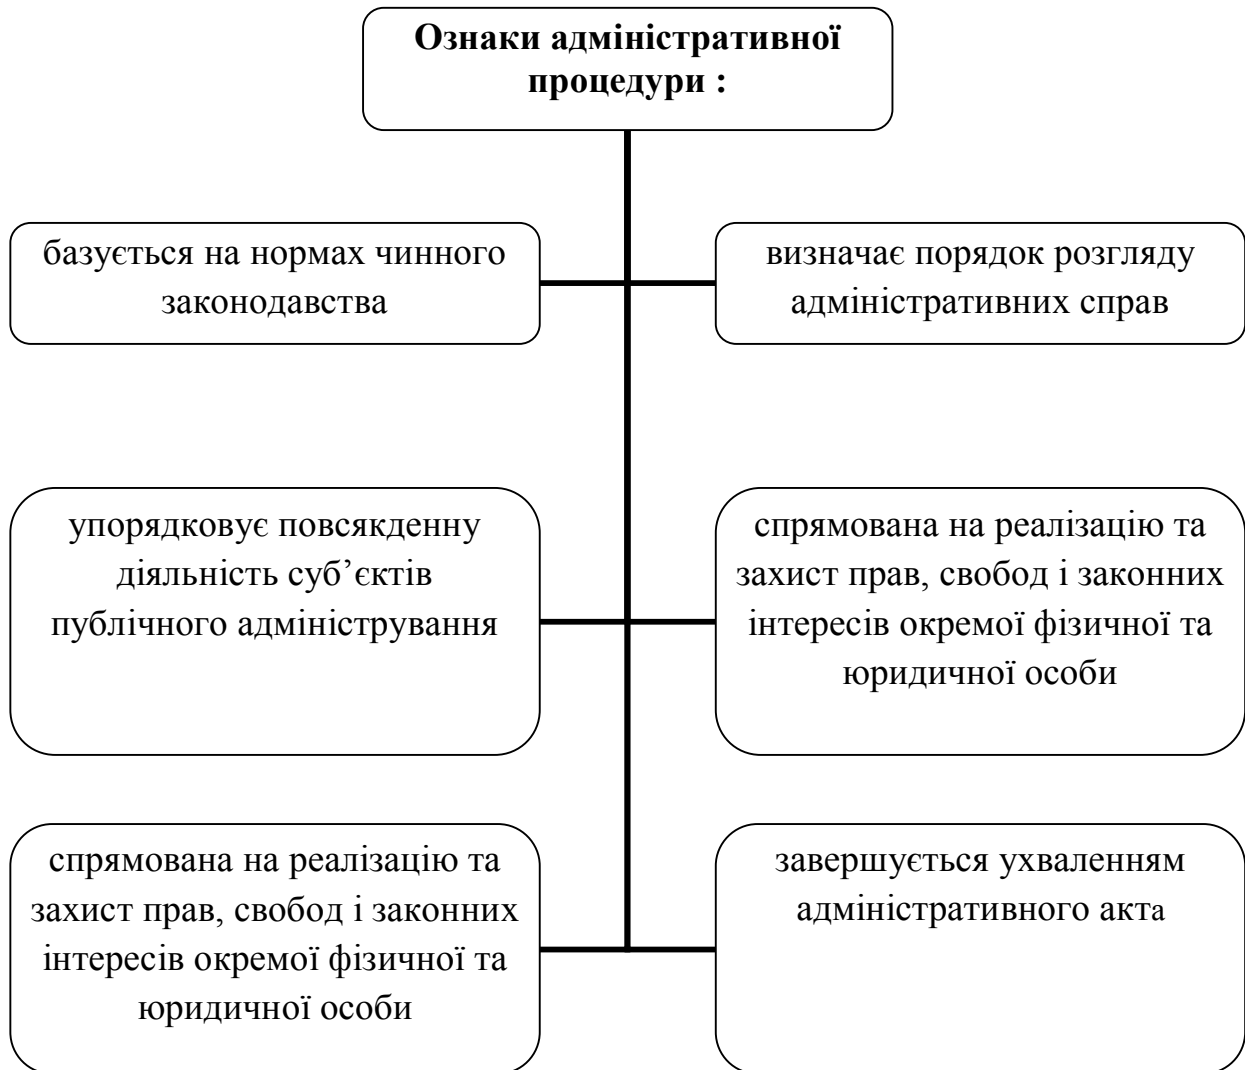 Ознаки адміністративної
процедури :
базується на нормах чинного
законодавства
визначає порядок розгляду
адміністративних справ
упорядковує повсякденну
діяльність суб’єктів
публічного адміністрування
спрямована на реалізацію та
захист прав, свобод і законних
інтересів окремої фізичної та
юридичної особи
спрямована на реалізацію та
захист прав, свобод і законних
інтересів окремої фізичної та
юридичної особи
завершується ухваленням
адміністративного акта